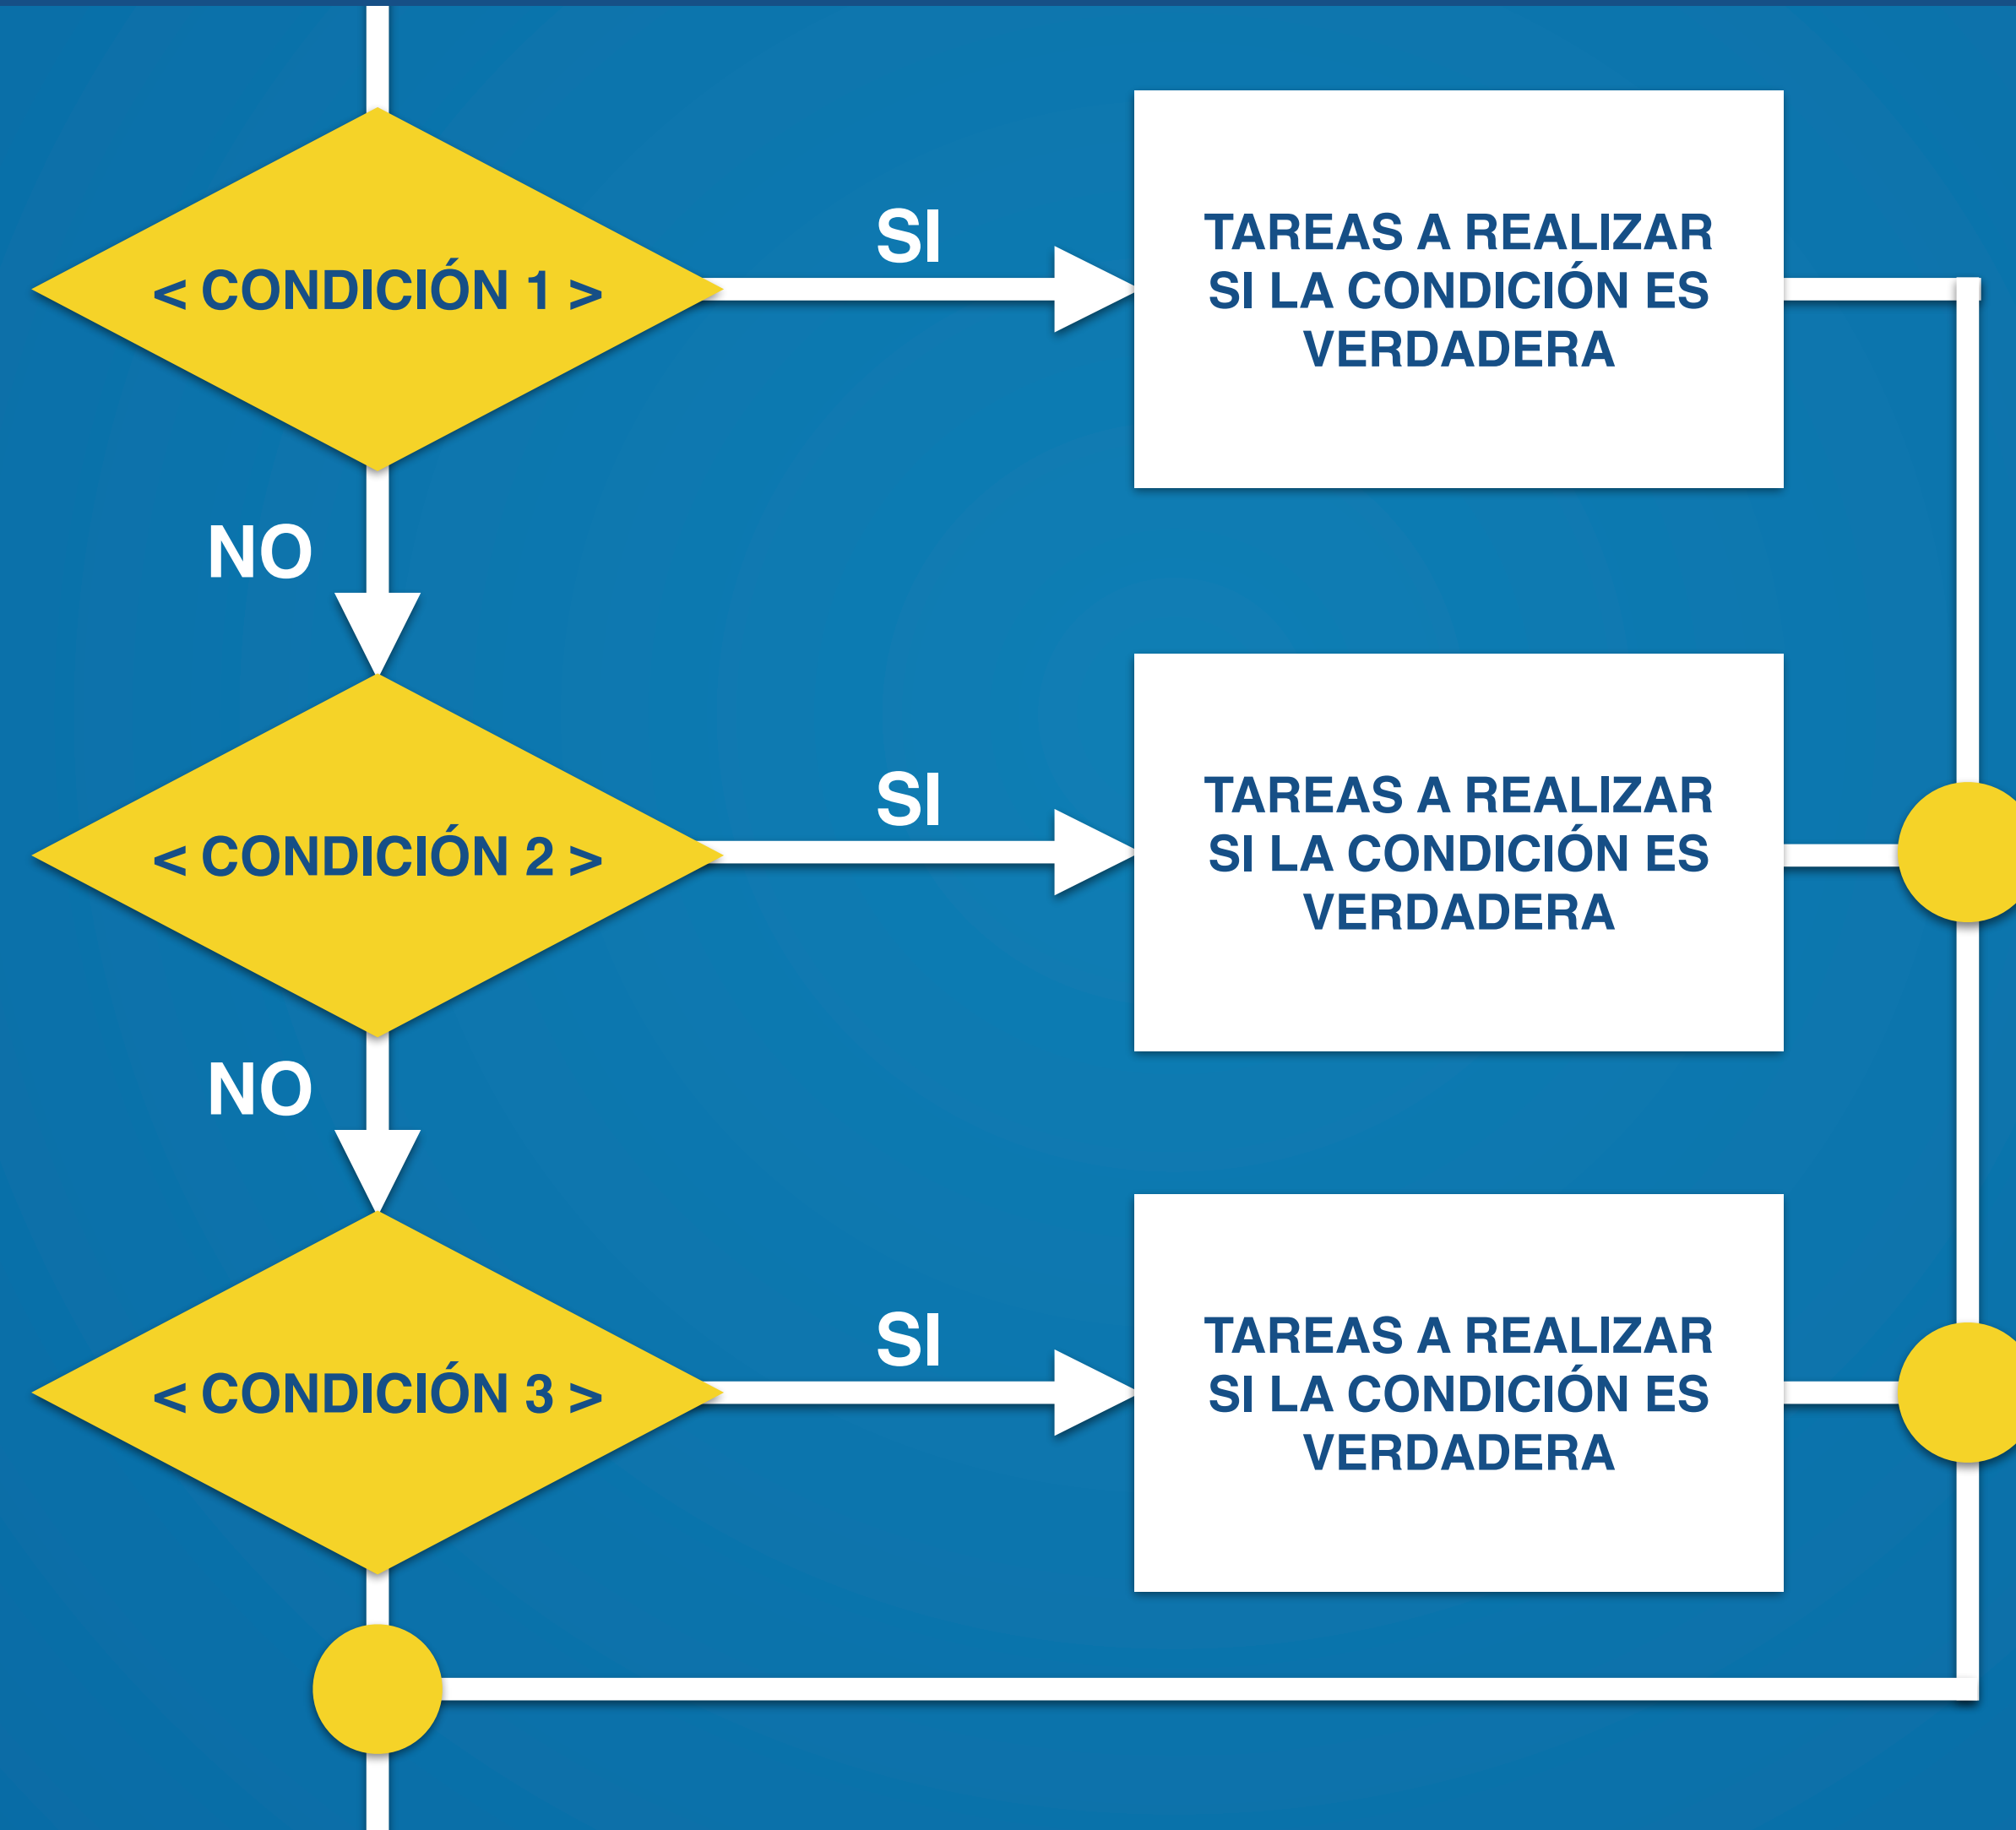 < CONDICIÓN 1 >
SI
TAREAS A REALIZAR
SI LA CONDICIÓN ES
VERDADERA
NO
< CONDICIÓN 2 >
SI
TAREAS A REALIZAR
SI LA CONDICIÓN ES
VERDADERA
NO
< CONDICIÓN 3 >
SI
TAREAS A REALIZAR
SI LA CONDICIÓN ES
VERDADERA